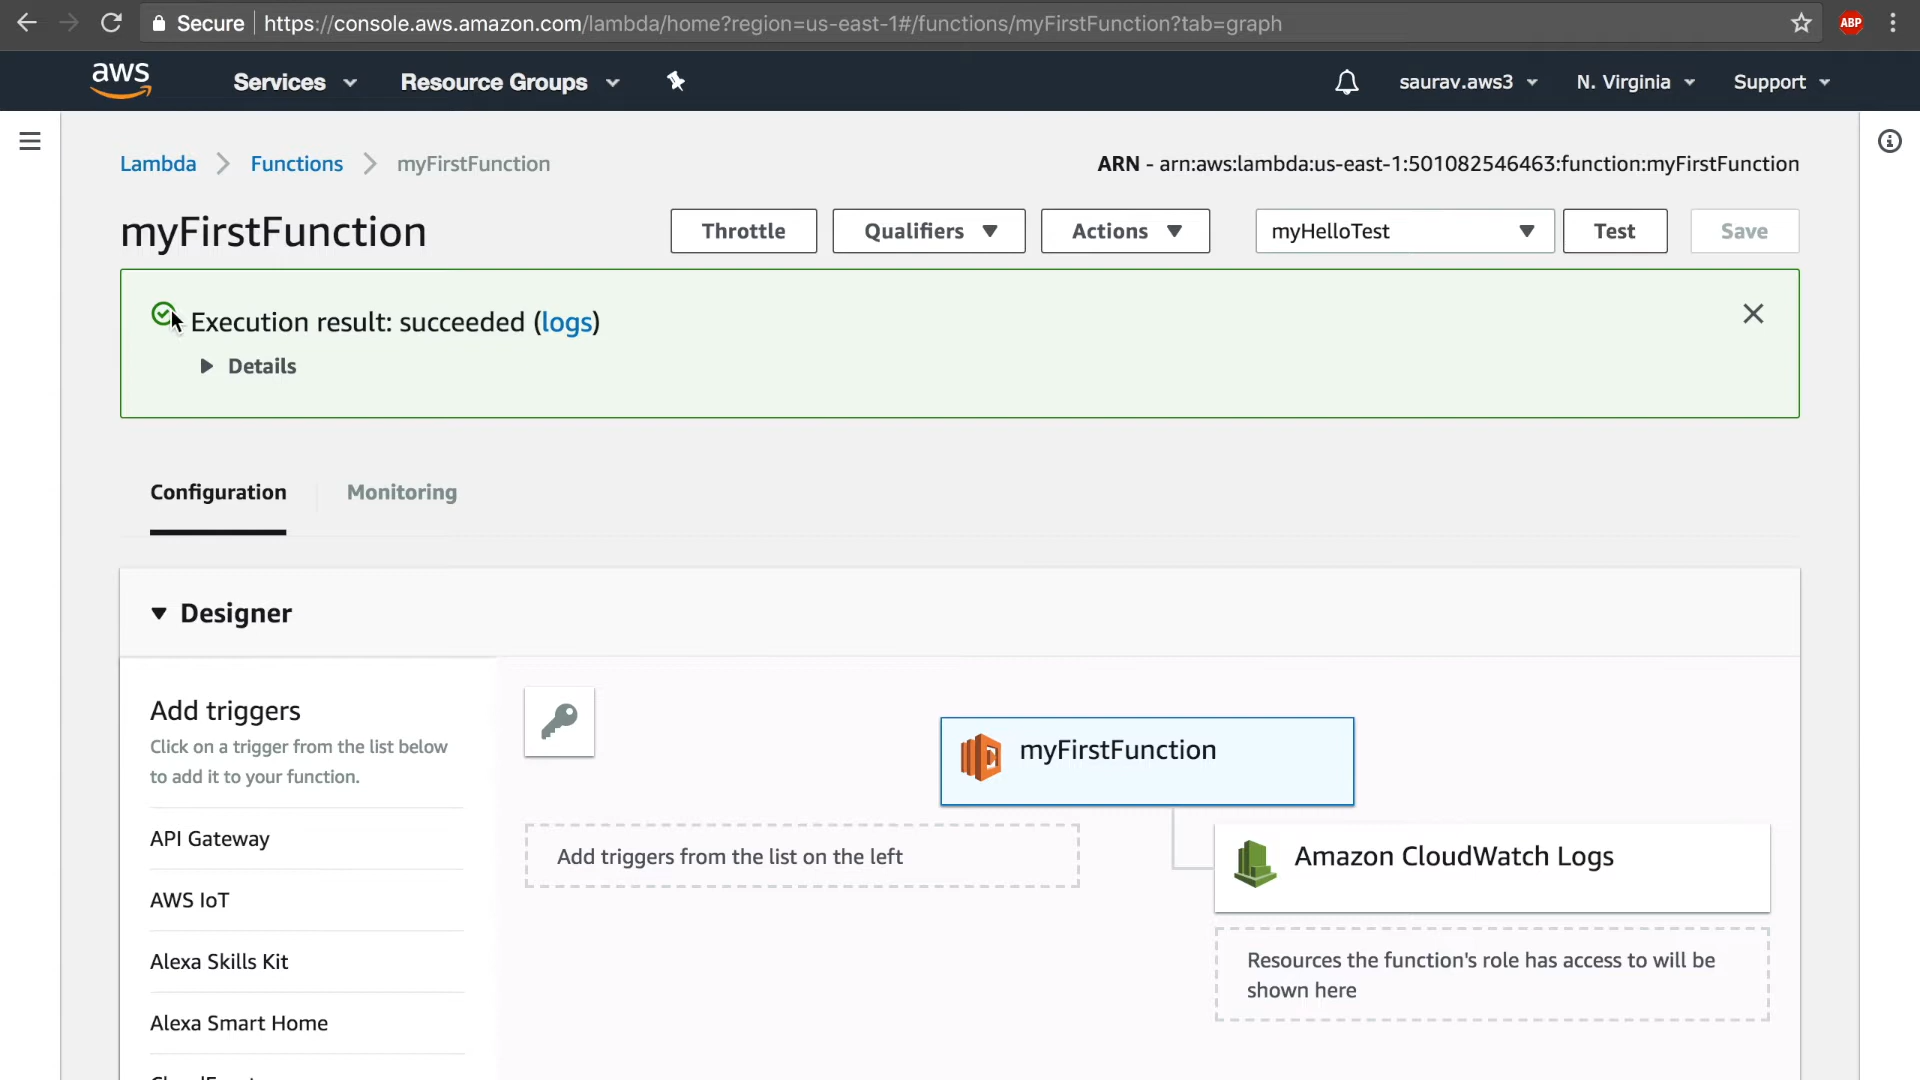 Secure
https://console.aws.amazon.com/lambda/home?region=us-east-1#/functions/myFirstFunction?tab=graph
ABP
aws
Services
Resource Groups
saurav.aws3
N. Virginia
Support
Lambda
Functions
myFirstFunction
ARN - arn:aws:lambda:us-east-1:501082546463:function:myFirstFunction
myFirstFunction
Throttle
Qualifiers
Actions
myHelloTest
Test
Save
Execution result: succeeded (logs)
Details
Configuration
Monitoring
Designer
Add triggers
Click on a trigger from the list below
to add it to your function.
API Gateway
AWS IoT
Alexa Skills Kit
Alexa Smart Home
myFirstFunction
Add triggers from the list on the left
Amazon CloudWatch Logs
Resources the function's role has access to will be
shown here